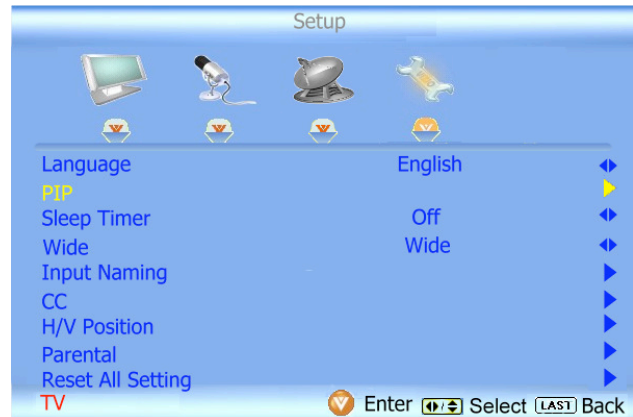 Setup
Language English
PIP
Sleep Timer Off
Wide Wide
Input Naming
CC
H/V Position
Parental
Reset All Setting
TV V Enter Select LAST Back